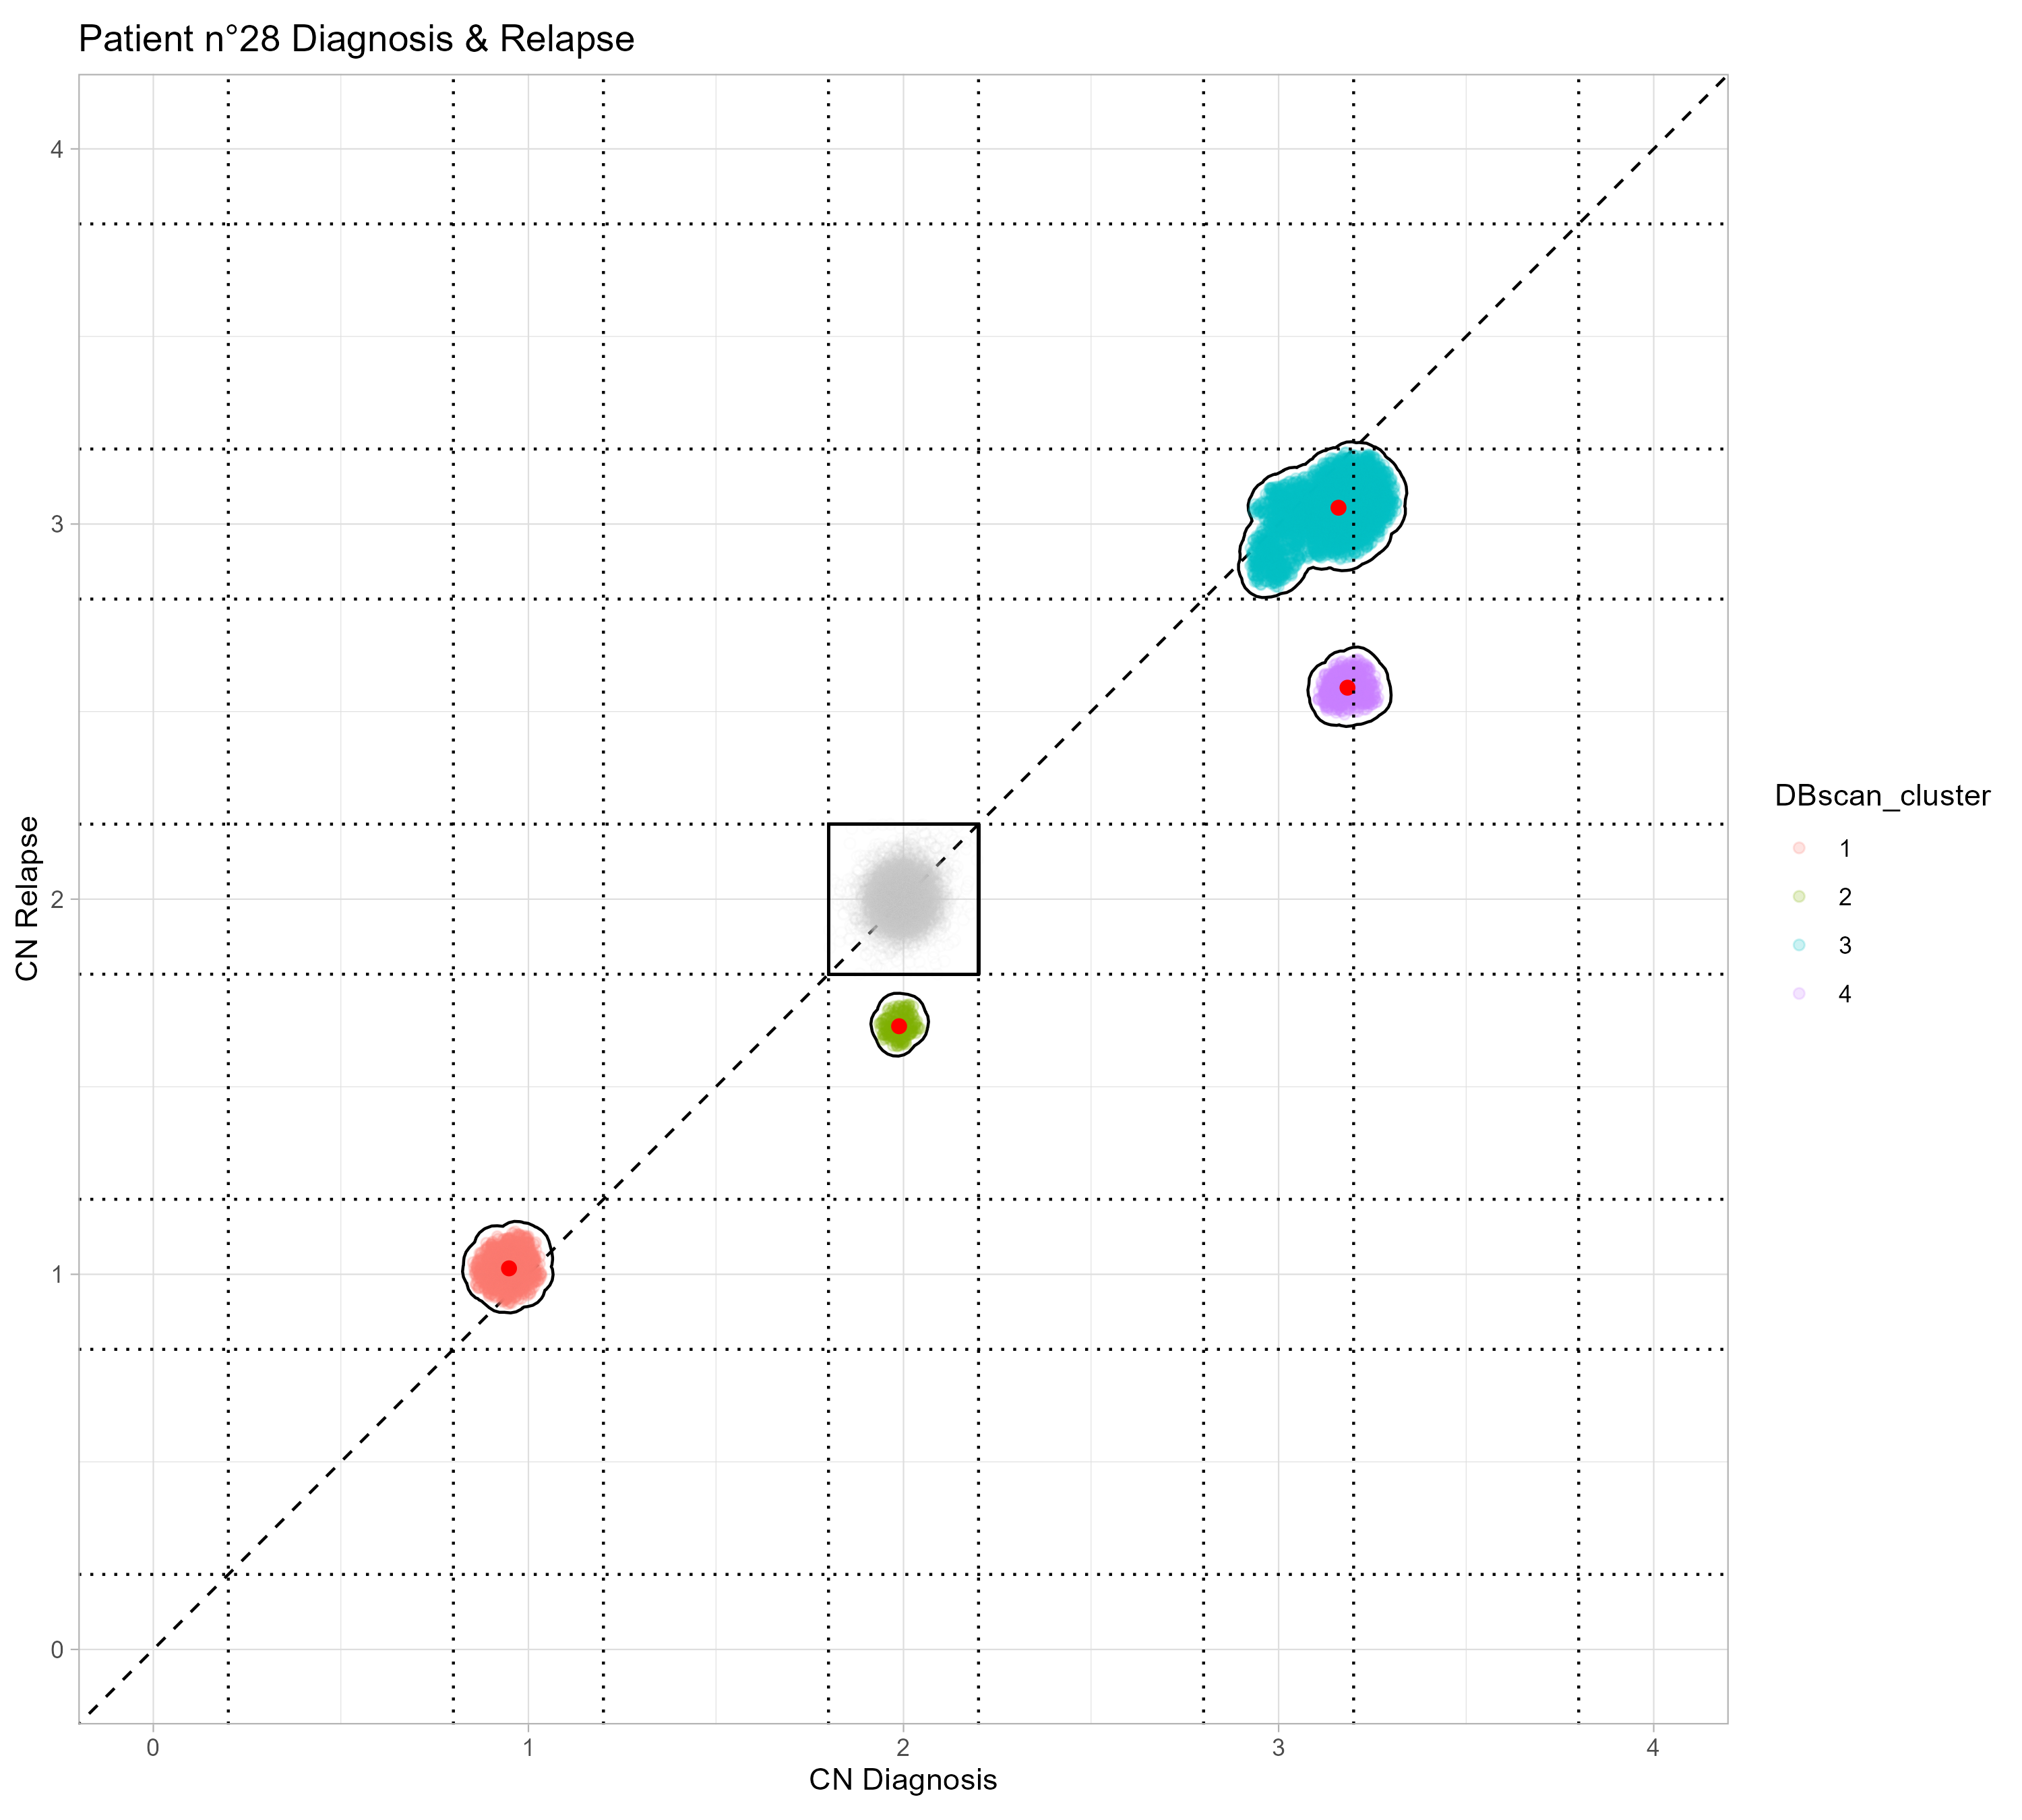 Patient n°28 Diagnosis & Relapse
4
3
2
1
0
CN Relapse
0 1 2 3 4
CN Diagnosis
DBscan_cluster
1
2
3
4